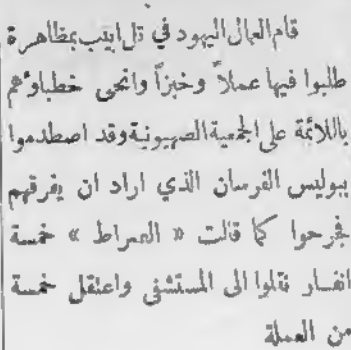 قام العمال اليهود في تل ابيب بمظاهرة
طلبوا فيها عملاً وخبزاً وانحى خطباؤهم
باللائمة على الجمعية الصهيونية وقد اصطدموا
ببوليس الفرسان الذي اراد ان يفرقهم
فجرحوا كما قالت « الصراط » خمسة
انفار نقلوا الى المستشفى واعتقل خمسة
من العملة